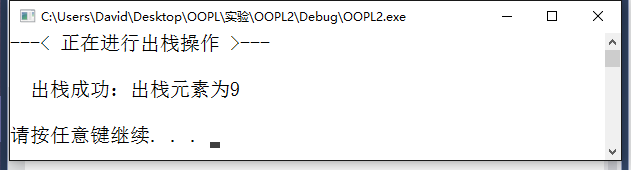 C:\Users\David\Desktop\OOPL\实验\OOPL2\Debug\OOPL2.exe
---< 正在进行出栈操作 >---
出栈成功：出栈元素为9
请按任意键继续. . .